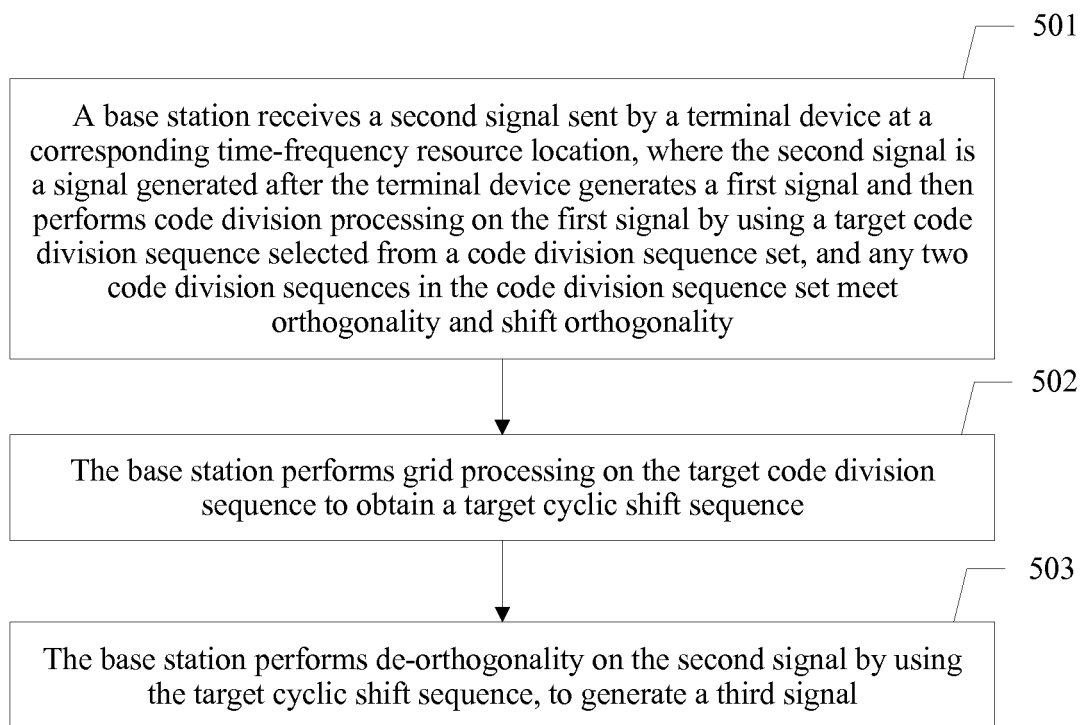 501
A base station receives a second signal sent by a terminal device at a
corresponding time-frequency resource location, where the second signal is
a signal generated after the terminal device generates a first signal and then
performs code division processing on the first signal by using a target code
division sequence selected from a code division sequence set, and any two
code division sequences in the code division sequence set meet
orthogonality and shift orthogonality
502
The base station performs grid processing on the target code division
sequence to obtain a target cyclic shift sequence
503
The base station performs de-orthogonality on the second signal by using
the target cyclic shift sequence, to generate a third signal